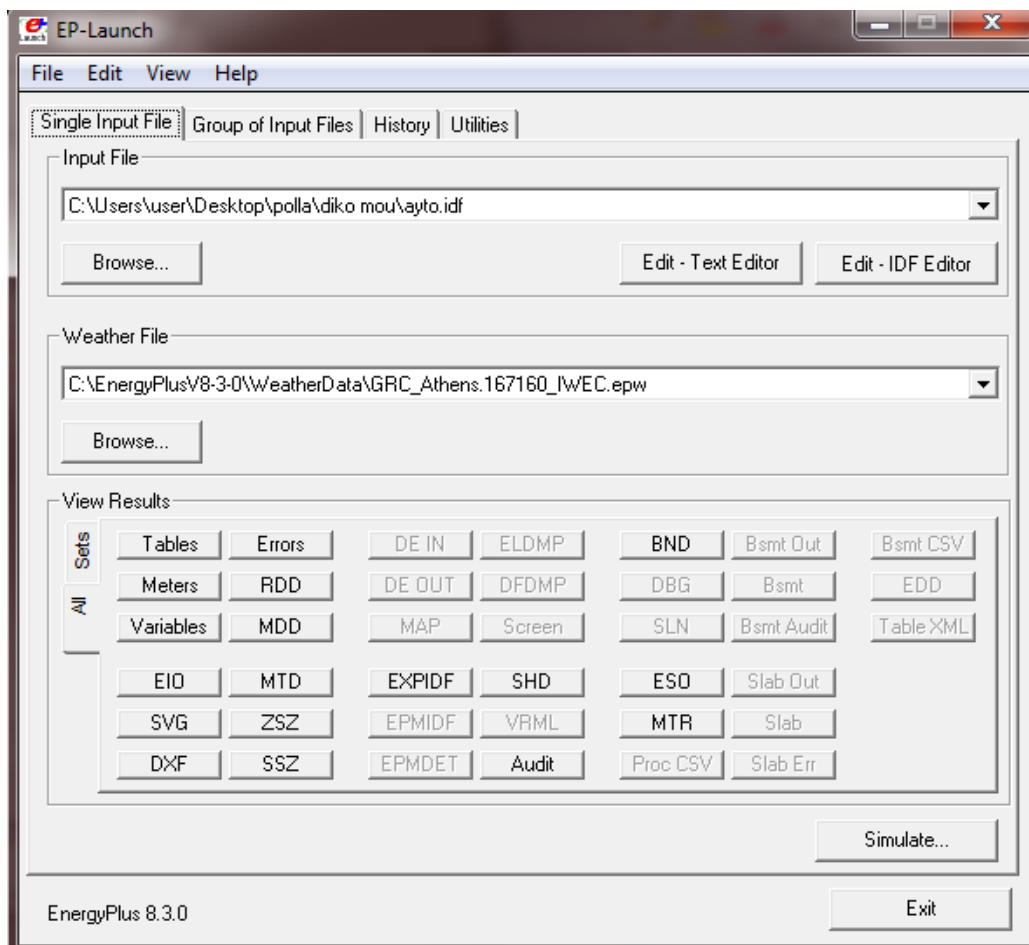 EP-Launch
File Edit View Help
Single Input File Group of Input Files History Utilities
Input File
C:\Users\user\Desktop\polla\diko mou\ayto.idf
Browse... Edit - Text Editor Edit - IDF Editor
Weather File
C:\EnergyPlusV8-3-0\WeatherData\GRC_Athens.167160_IWEC.epw
Browse...
View Results
Sets
All
Tables Errors DE IN ELDMP BND Bsmt Out Bsmt CSV
Meters RDD DE OUT DFDMP DBG Bsmt EDD
Variables MDD MAP Screen SLN Bsmt Audit Table XML
EIO MTD EXPIDF SHD ESO Slab Out
SVG ZSZ EPMIDF VRML MTR Slab
DXF SSZ EPMDET Audit Proc CSV Slab Err
Simulate...
EnergyPlus 8.3.0 Exit